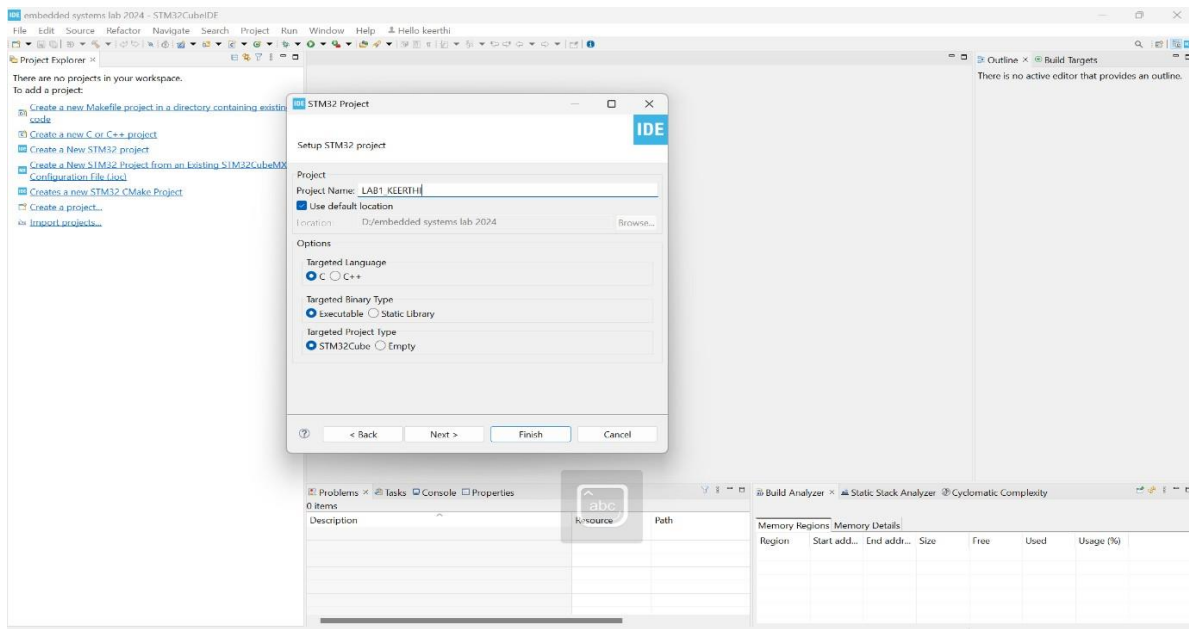 IDE embedded systems lab 2024 - STM32CubeIDE
File Edit Source Refactor Navigate Search Project Run Window Help Hello keerthi
Project Explorer
There are no projects in your workspace.
To add a project:
Create a new Makefile project in a directory containing existin
code
Create a new C or C++ project
Create a New STM32 project
Create a New STM32 Project from an Existing STM32CubeMX
Configuration File (.ioc)
Creates a new STM32 CMake Project
Create a project...
Import projects...
IDE STM32 Project
IDE
Setup STM32 project
Project
Project Name: LAB1_KEERTHI
Use default location
Location: D:/embedded systems lab 2024 Browse...
Options
Targeted Language
C C++
Targeted Binary Type
Executable Static Library
Targeted Project Type
STM32Cube Empty
? < Back Next > Finish Cancel
Outline Build Targets
There is no active editor that provides an outline.
Problems Tasks Console Properties
0 items
Description Resource Path
abc
Build Analyzer Static Stack Analyzer Cyclomatic Complexity
Memory Regions Memory Details
Region Start add... End addr... Size Free Used Usage (%)